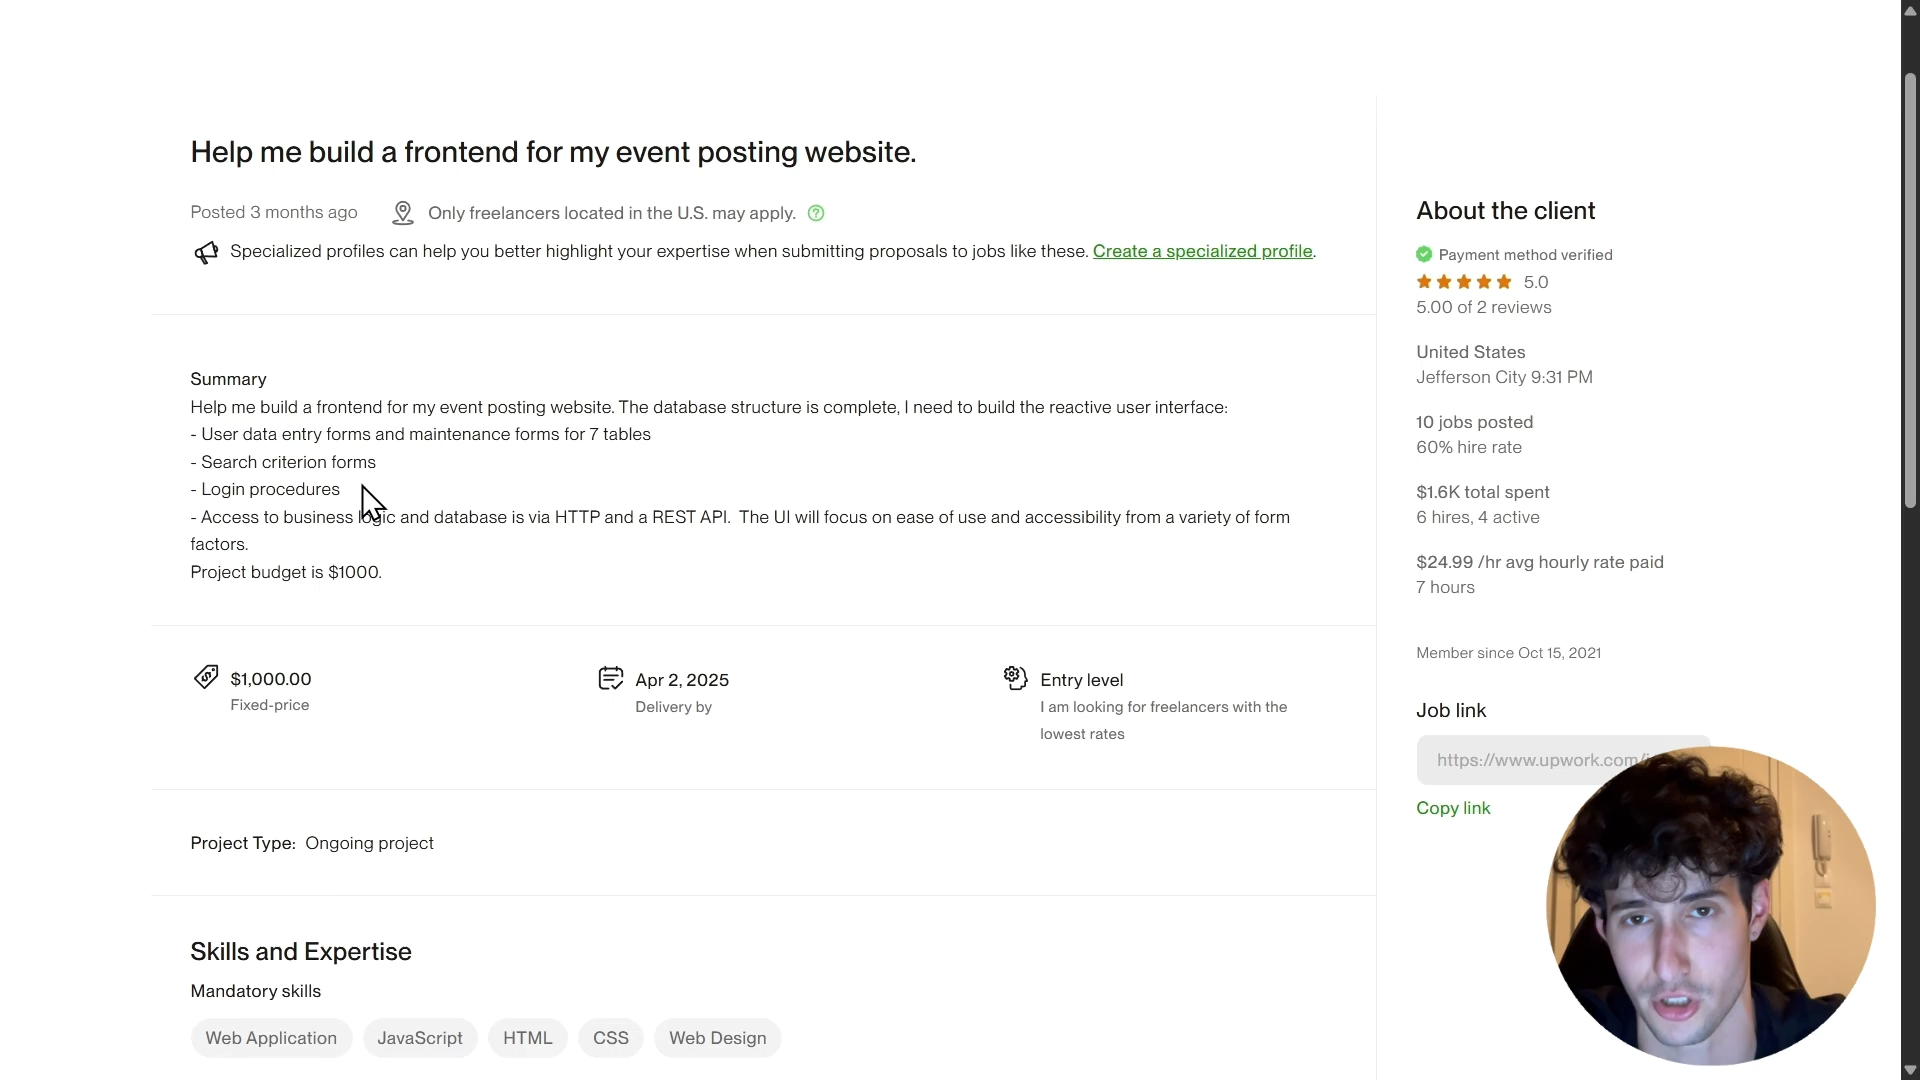 Help me build a frontend for my event posting website.
Posted 3 months ago
Only freelancers located in the U.S. may apply.
Specialized profiles can help you better highlight your expertise when submitting proposals to jobs like these. Create a specialized profile.
Summary
Help me build a frontend for my event posting website. The database structure is complete, I need to build the reactive user interface:
- User data entry forms and maintenance forms for 7 tables
- Search criterion forms
- Login procedures
- Access to business logic and database is via HTTP and a REST API.  The UI will focus on ease of use and accessibility from a variety of form
factors.
Project budget is $1000.
$1,000.00
Fixed-price
Apr 2, 2025
Delivery by
Entry level
I am looking for freelancers with the
lowest rates
Project Type: Ongoing project
Skills and Expertise
Mandatory skills
Web Application
JavaScript
HTML
CSS
Web Design
About the client
Payment method verified
5.0
5.00 of 2 reviews
United States
Jefferson City 9:31 PM
10 jobs posted
60% hire rate
$1.6K total spent
6 hires, 4 active
$24.99 /hr avg hourly rate paid
7 hours
Member since Oct 15, 2021
Job link
https://www.upwork.com/
Copy link